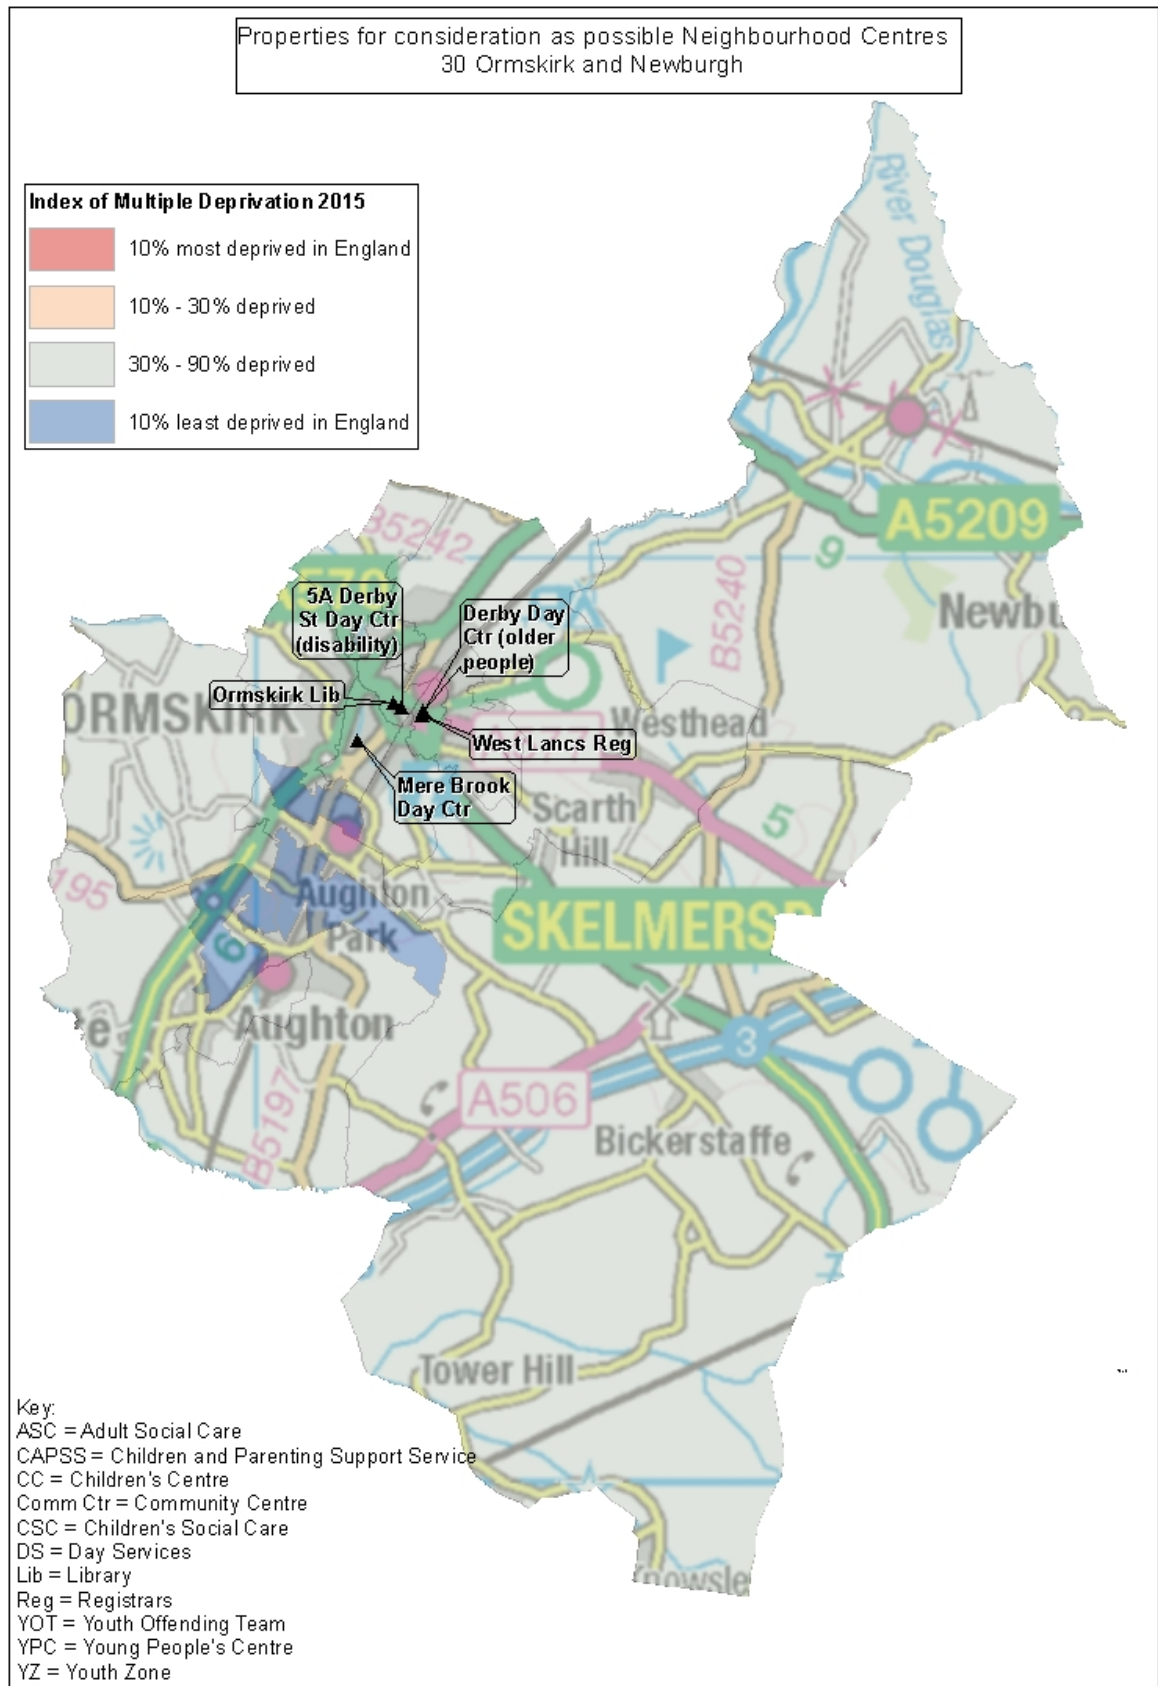 Properties for consideration as possible Neighbourhood Centres
30 Ormskirk and Newburgh
Index of Multiple Deprivation 2015
10% most deprived in England
10% - 30% deprived
30% - 90% deprived
10% least deprived in England
River Douglas
A5209
9
B5242
B5240
Newbu
5A Derby
St Day Ctr
(disability)
Derby Day
Ctr (older
people)
Ormskirk Lib
ORMSKIRK
Westhead
West Lancs Reg
Mere Brook
Day Ctr
Scarth
Hill
5
195
Aughton
Park
SKELMERSD
6
Aughton
3
A506
B5197
Bickerstaffe
Tower Hill
Knowsle
Key:
ASC = Adult Social Care
CAPSS = Children and Parenting Support Service
CC = Children's Centre
Comm Ctr = Community Centre
CSC = Children's Social Care
DS = Day Services
Lib = Library
Reg = Registrars
YOT = Youth Offending Team
YPC = Young People's Centre
YZ = Youth Zone